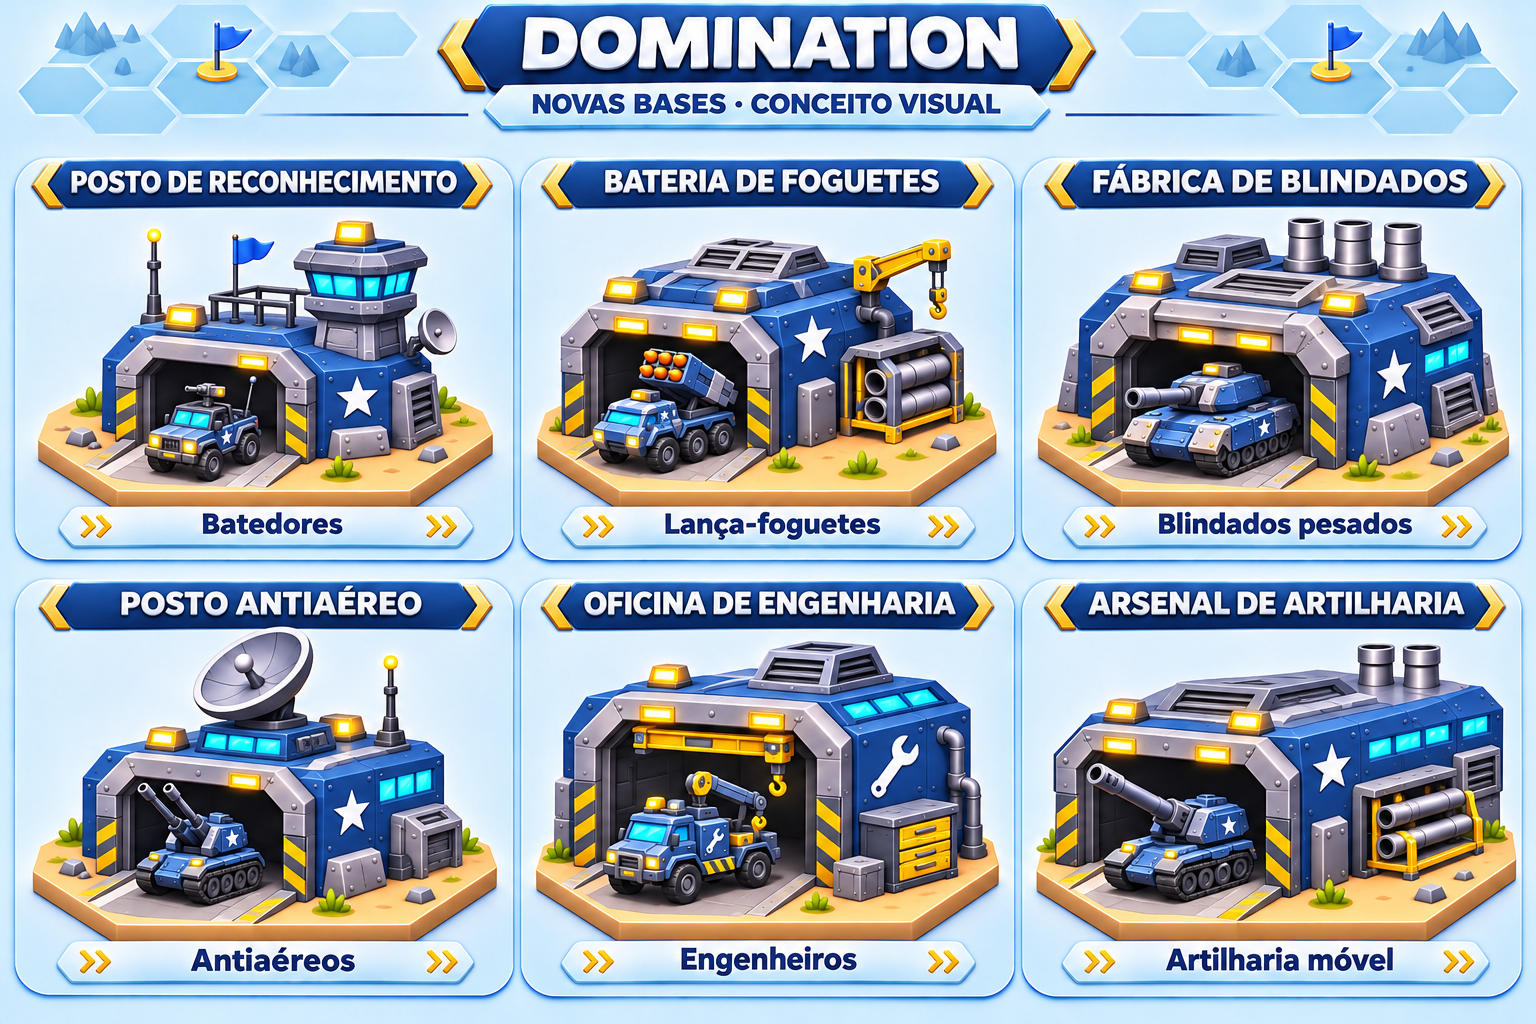 DOMINATION
NOVAS BASES · CONCEITO VISUAL
POSTO DE RECONHECIMENTO
BATERIA DE FOGUETES
FÁBRICA DE BLINDADOS
Batedores
Lança-foguetes
Blindados pesados
POSTO ANTIAÉREO
OFICINA DE ENGENHARIA
ARSENAL DE ARTILHARIA
Antiaéreos
Engenheiros
Artilharia móvel